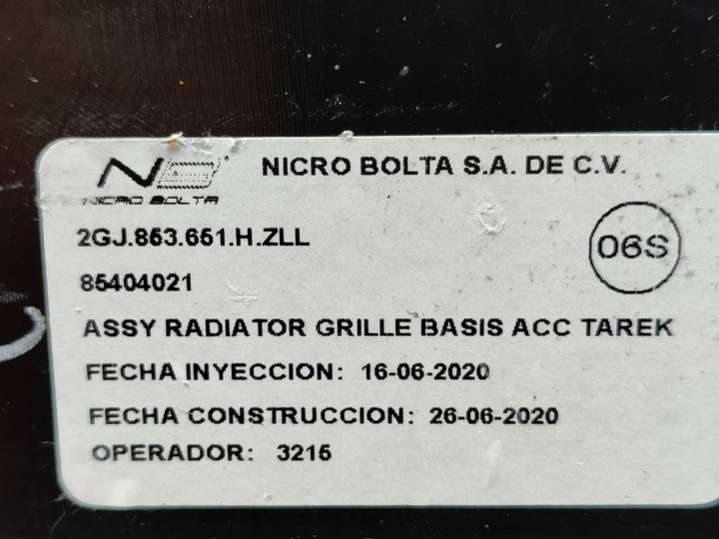 NICRO BOLTA S.A. DE C.V.
NICRO BOLTA
2GJ.853.651.H.ZLL
06S
85404021
ASSY RADIATOR GRILLE BASIS ACC TAREK
FECHA INYECCION: 16-06-2020
FECHA CONSTRUCCION: 26-06-2020
OPERADOR: 3215